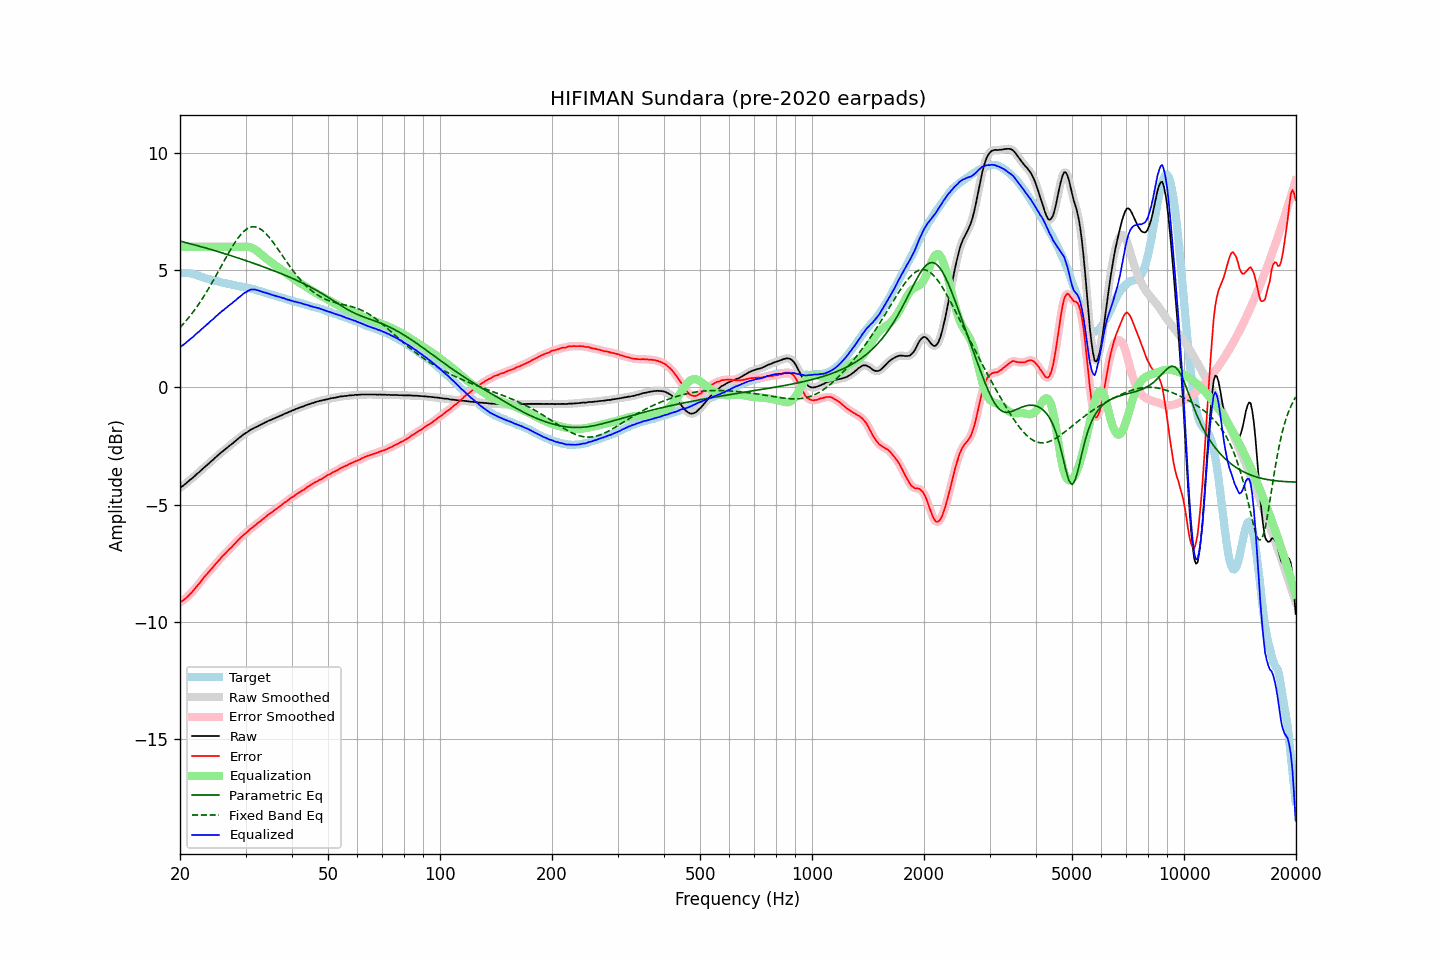 HIFIMAN Sundara (pre-2020 earpads)
10
5
0
−5
−10
−15
Amplitude (dBr)
Target
Raw Smoothed
Error Smoothed
Raw
Error
Equalization
Parametric Eq
Fixed Band Eq
Equalized
20
50
100
200
500
1000
2000
5000
10000
20000
Frequency (Hz)